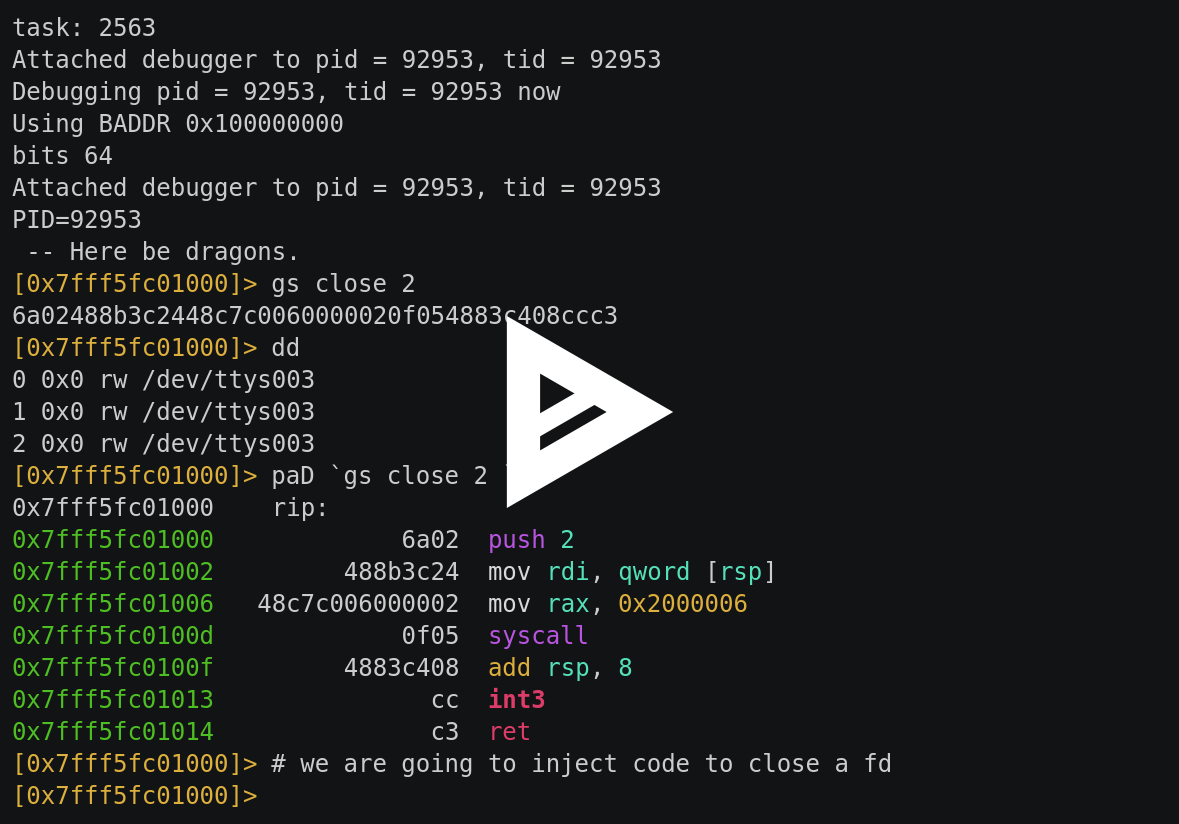 task: 2563
Attached debugger to pid = 92953, tid = 92953
Debugging pid = 92953, tid = 92953 now
Using BADDR 0x100000000
bits 64
Attached debugger to pid = 92953, tid = 92953
PID=92953
 -- Here be dragons.
[0x7fff5fc01000]> gs close 2
6a02488b3c2448c7c0060000020f054883c408ccc3
[0x7fff5fc01000]> dd
0 0x0 rw /dev/ttys003
1 0x0 rw /dev/ttys003
2 0x0 rw /dev/ttys003
[0x7fff5fc01000]> paD `gs close 2 `
0x7fff5fc01000    rip:
0x7fff5fc01000             6a02  push 2
0x7fff5fc01002         488b3c24  mov rdi, qword [rsp]
0x7fff5fc01006   48c7c006000002  mov rax, 0x2000006
0x7fff5fc0100d             0f05  syscall
0x7fff5fc0100f         4883c408  add rsp, 8
0x7fff5fc01013               cc  int3
0x7fff5fc01014               c3  ret
[0x7fff5fc01000]> # we are going to inject code to close a fd
[0x7fff5fc01000]>